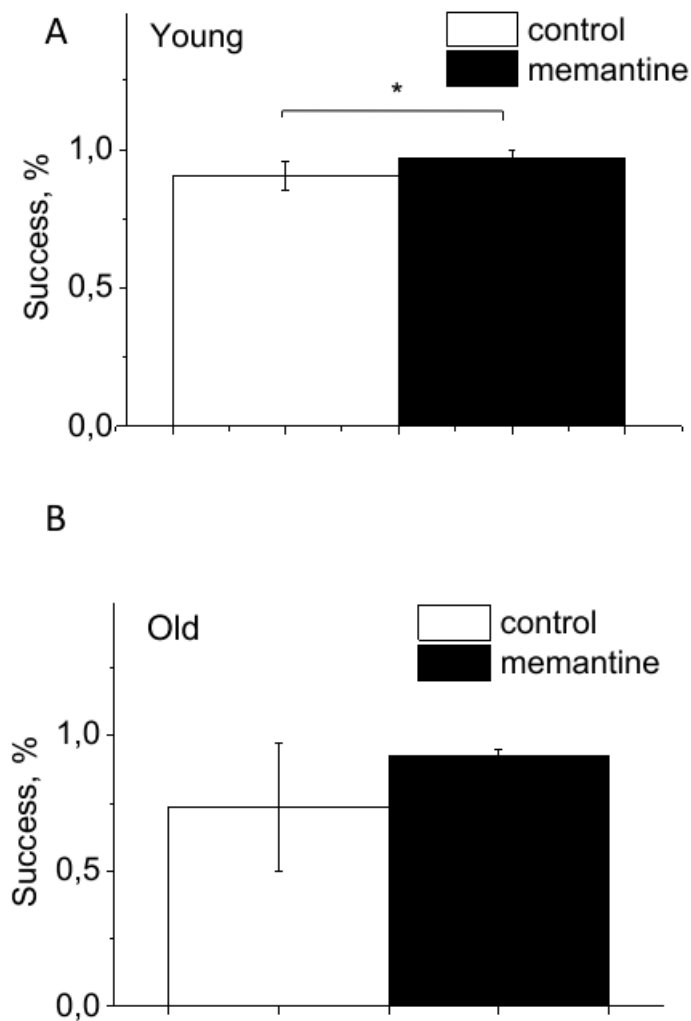 A
Young
control
memantine
*
1,0
0,5
0,0
Success, %
B
Old
control
memantine
1,0
0,5
0,0
Success, %